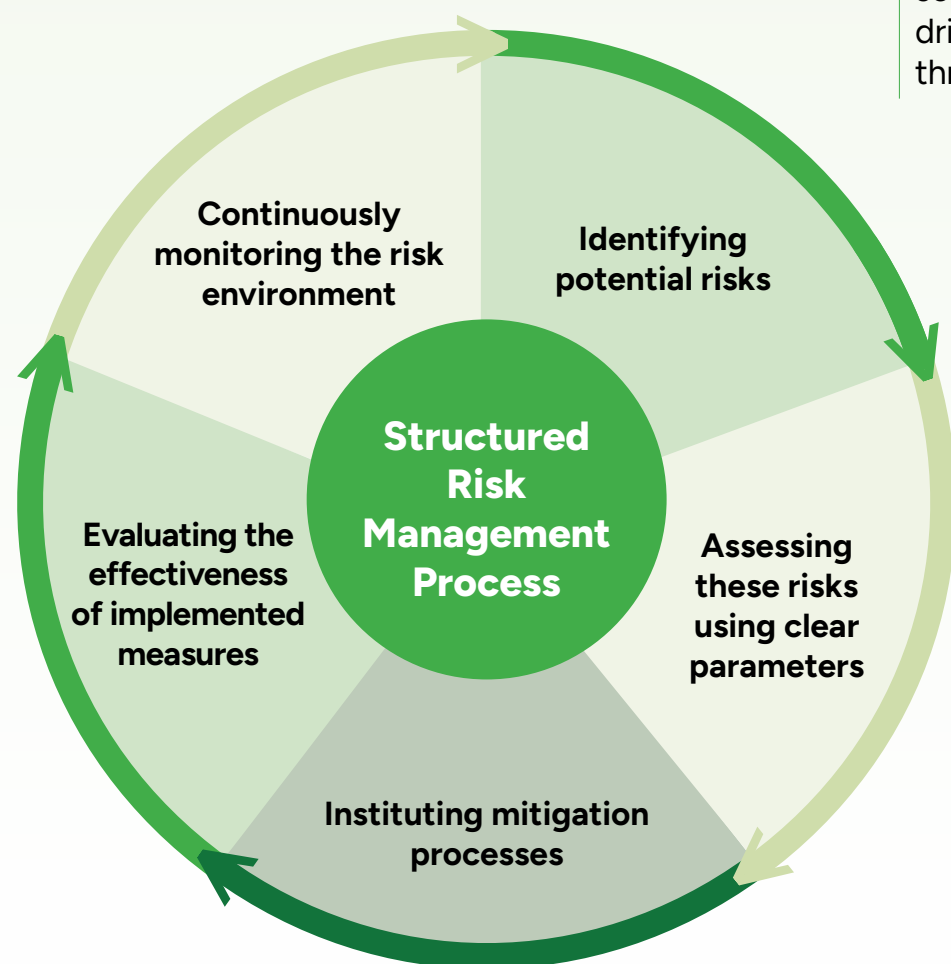 Structured
Risk
Management
Process
Identifying
potential risks
Assessing
these risks
using clear
parameters
Instituting mitigation
processes
Evaluating the
effectiveness
of implemented
measures
Continuously
monitoring the risk
environment